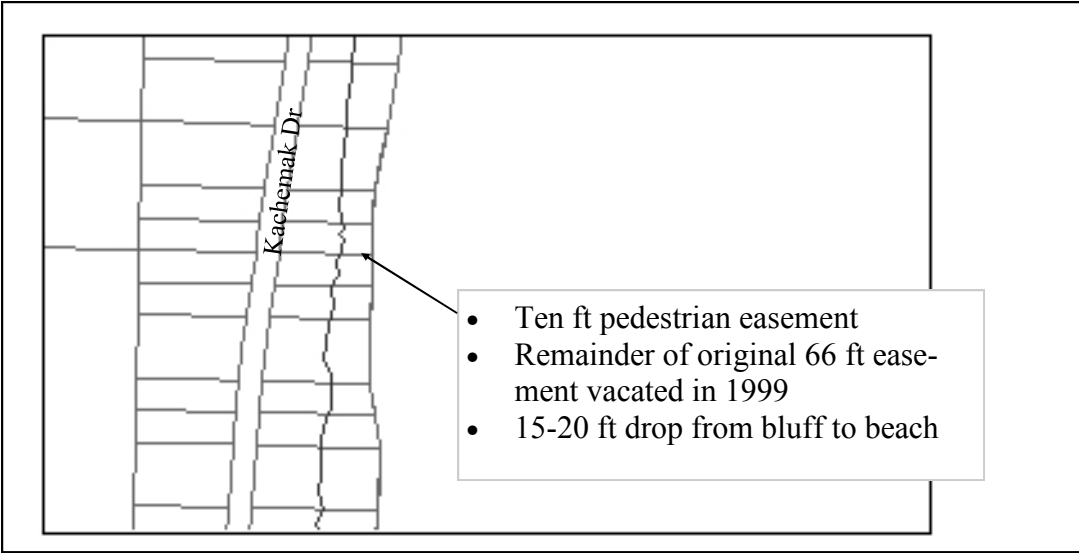 Kachemak Dr
• Ten ft pedestrian easement
• Remainder of original 66 ft ease-
ment vacated in 1999
• 15-20 ft drop from bluff to beach